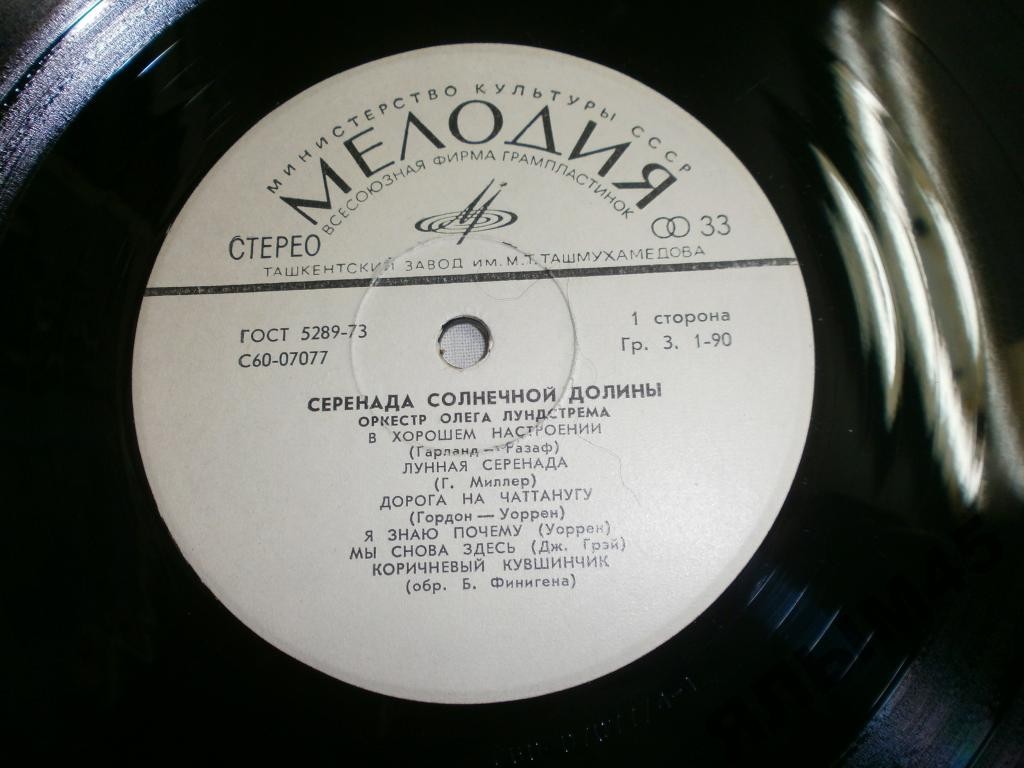 МИНИСТЕРСТВО КУЛЬТУРЫ СССР
МЕЛОДИЯ
ВСЕСОЮЗНАЯ ФИРМА ГРАМПЛАСТИНОК
СТЕРЕО
33
ТАШКЕНТСКИЙ ЗАВОД ИМ. М.Т. ТАШМУХАМЕДОВА
ГОСТ 5289-73
С60-07077
1 сторона
Гр. 3. 1-90
СЕРЕНАДА СОЛНЕЧНОЙ ДОЛИНЫ
ОРКЕСТР ОЛЕГА ЛУНДСТРЕМА
В ХОРОШЕМ НАСТРОЕНИИ
(Гарланд — Разаф)
ЛУННАЯ СЕРЕНАДА
(Г. Миллер)
ДОРОГА НА ЧАТТАНУГУ
(Гордон — Уоррен)
Я ЗНАЮ ПОЧЕМУ (Уоррен)
МЫ СНОВА ЗДЕСЬ (Дж. Грэй)
КОРИЧНЕВЫЙ КУВШИНЧИК
(обр. Б. Финигена)